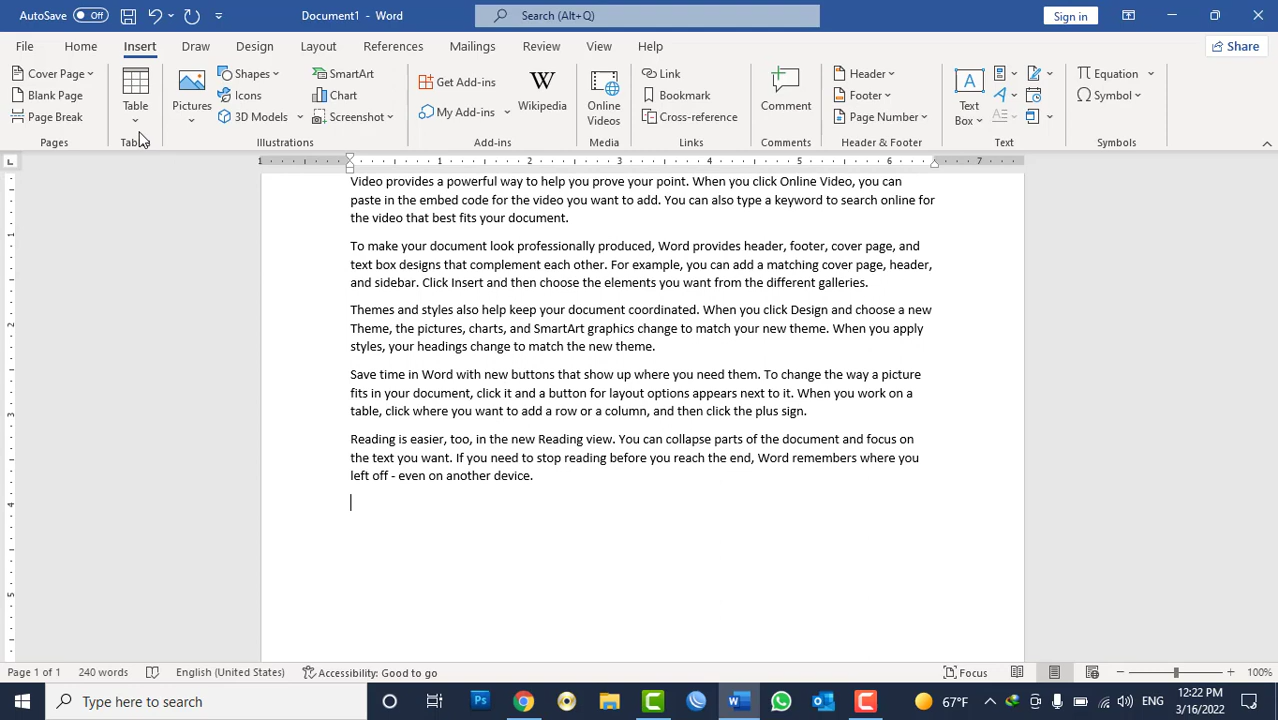 AutoSave Off Document1 - Word Search (Alt+Q) Sign in
File Home Insert Draw Design Layout References Mailings Review View Help Share
Cover Page
Blank Page
Page Break
Pages
Table
Tables
Pictures
Shapes
Icons
3D Models
SmartArt
Chart
Screenshot
Illustrations
Get Add-ins
My Add-ins
Wikipedia
Add-ins
Online
Videos
Media
Link
Bookmark
Cross-reference
Links
Comment
Comments
Header
Footer
Page Number
Header & Footer
Text
Box
Text
Equation
Symbol
Symbols
1 1 2 3 4 5 6 7
Video provides a powerful way to help you prove your point. When you click Online Video, you can
paste in the embed code for the video you want to add. You can also type a keyword to search online for
the video that best fits your document.
To make your document look professionally produced, Word provides header, footer, cover page, and
text box designs that complement each other. For example, you can add a matching cover page, header,
and sidebar. Click Insert and then choose the elements you want from the different galleries.
Themes and styles also help keep your document coordinated. When you click Design and choose a new
Theme, the pictures, charts, and SmartArt graphics change to match your new theme. When you apply
styles, your headings change to match the new theme.
Save time in Word with new buttons that show up where you need them. To change the way a picture
fits in your document, click it and a button for layout options appears next to it. When you work on a
table, click where you want to add a row or a column, and then click the plus sign.
Reading is easier, too, in the new Reading view. You can collapse parts of the document and focus on
the text you want. If you need to stop reading before you reach the end, Word remembers where you
left off - even on another device.
1
2
3
4
5
Page 1 of 1 240 words English (United States) Accessibility: Good to go Focus 100%
Type here to search Ps 67°F ENG 12:22 PM
3/16/2022